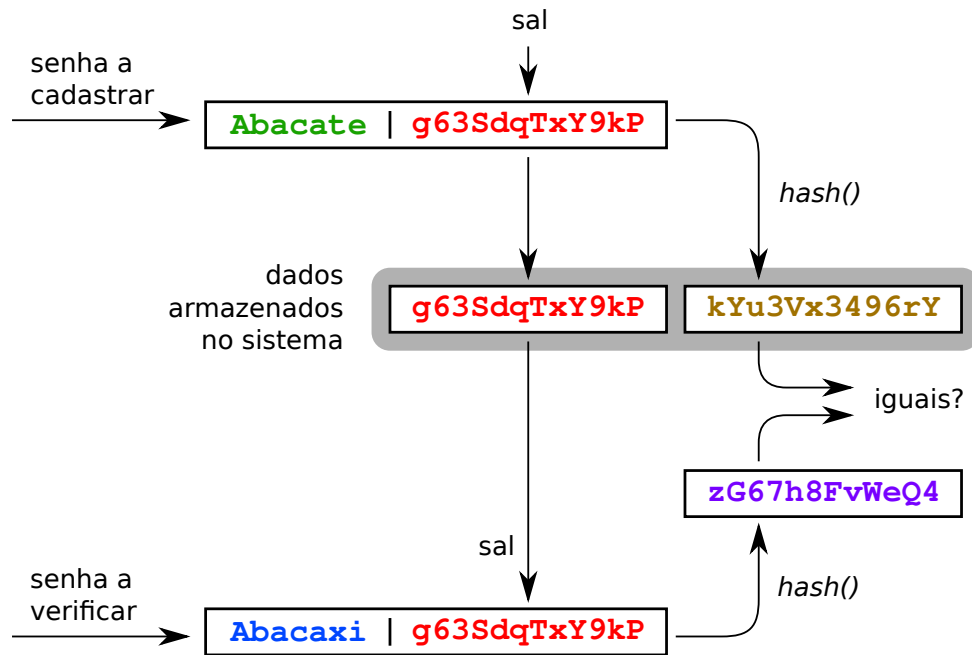 sal
senha a
cadastrar
Abacate | g63SdqTxY9kP
hash()
dados
armazenados
no sistema
g63SdqTxY9kP
kYu3Vx3496rY
iguais?
zG67h8FvWeQ4
sal
senha a
verificar
hash()
Abacaxi | g63SdqTxY9kP